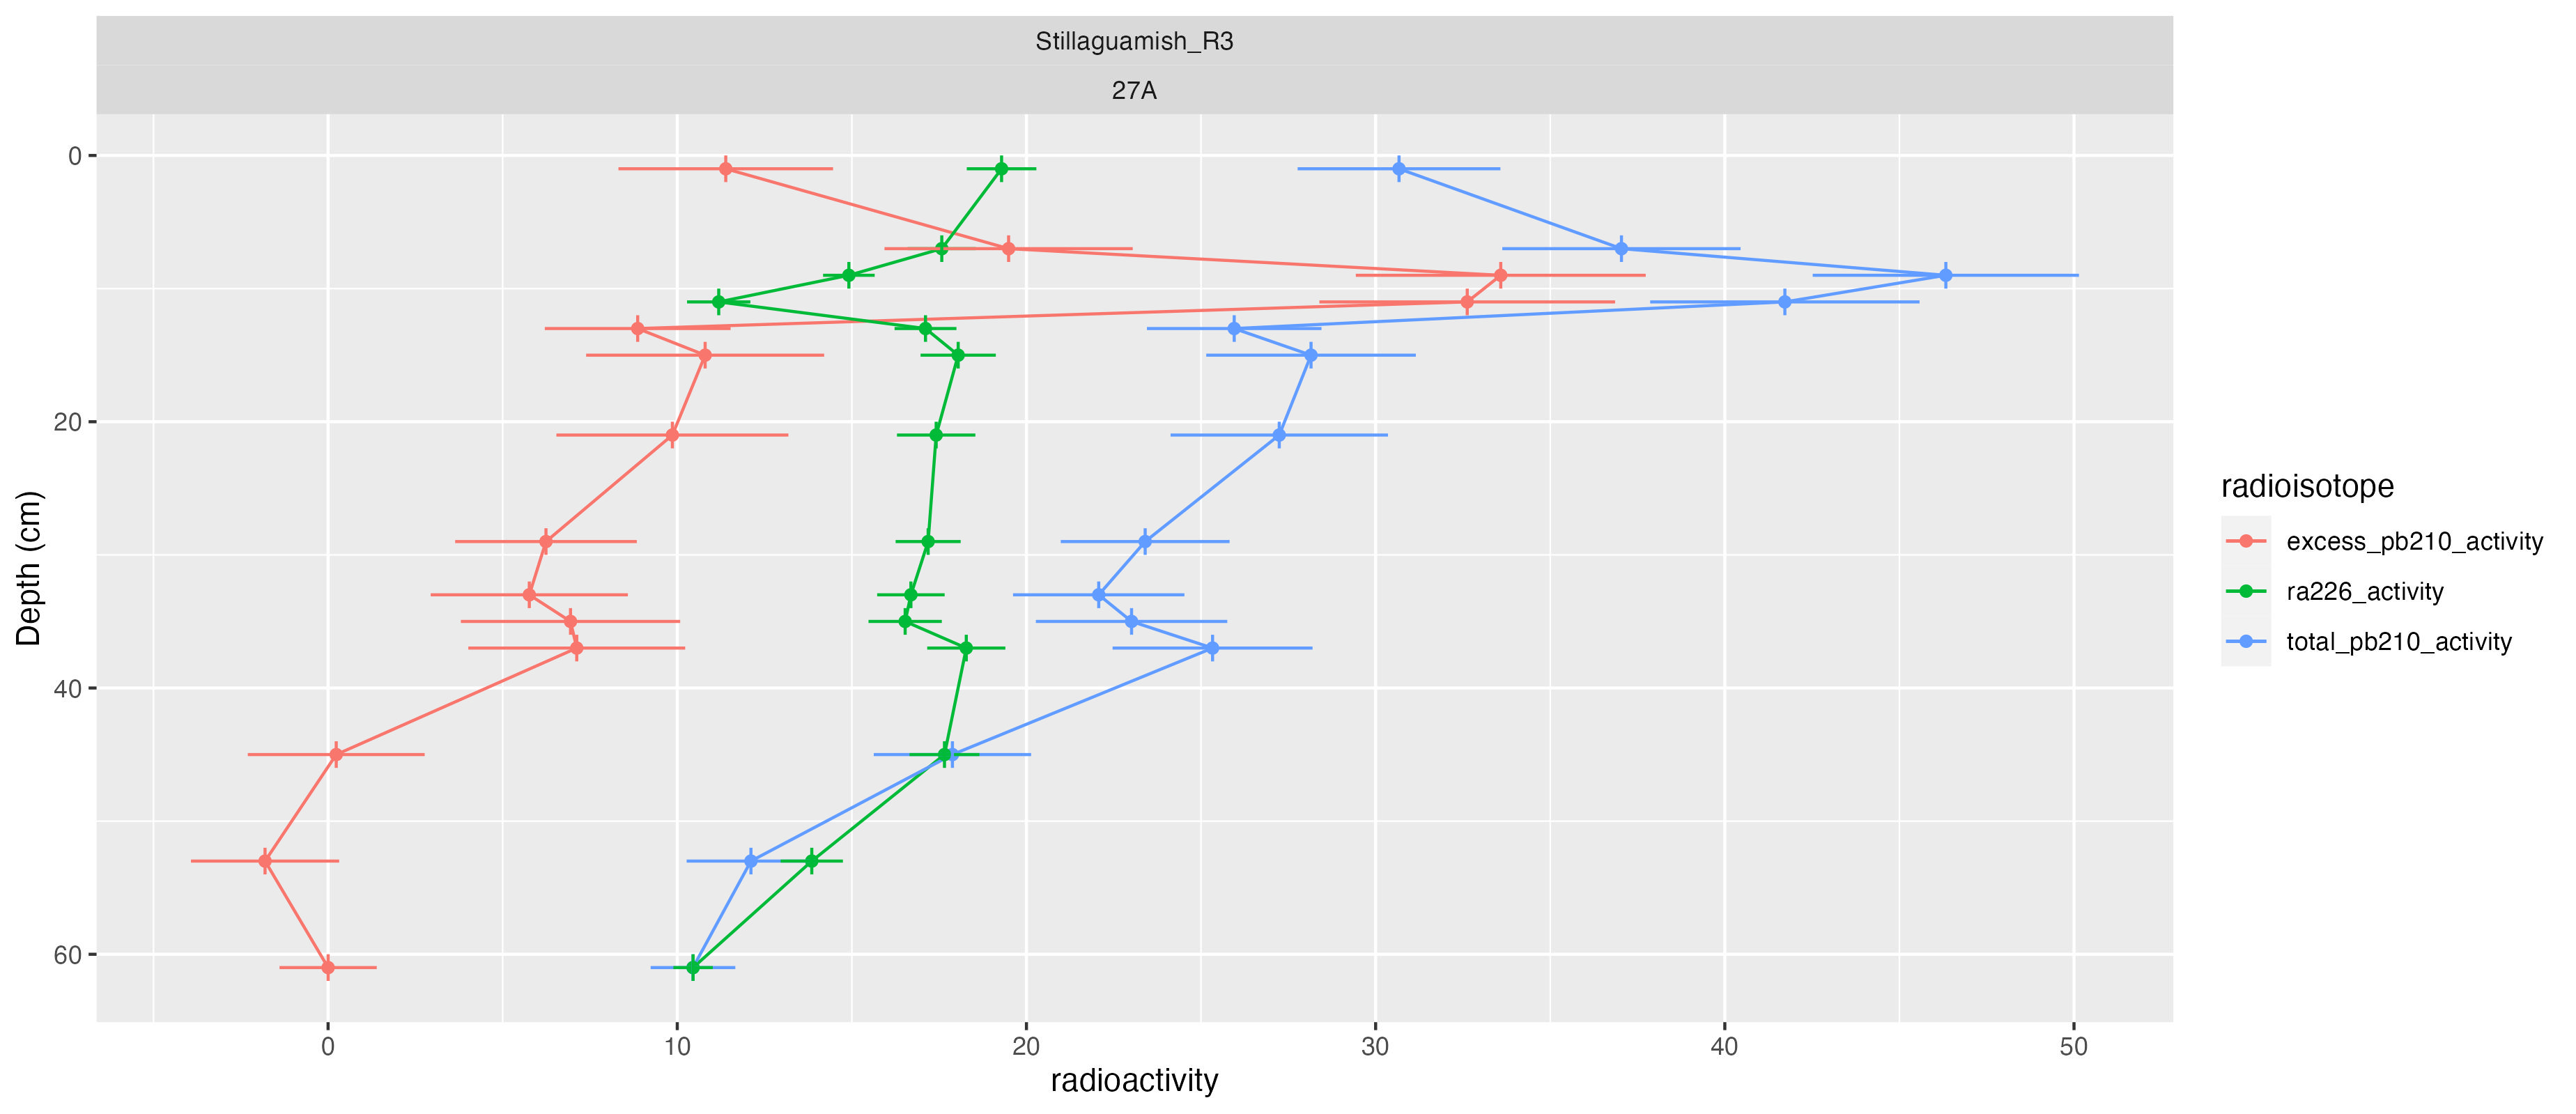 Stillaguamish_R3
27A
0
20
40
60
Depth (cm)
0 10 20 30 40 50
radioactivity
radioisotope
excess_pb210_activity
ra226_activity
total_pb210_activity